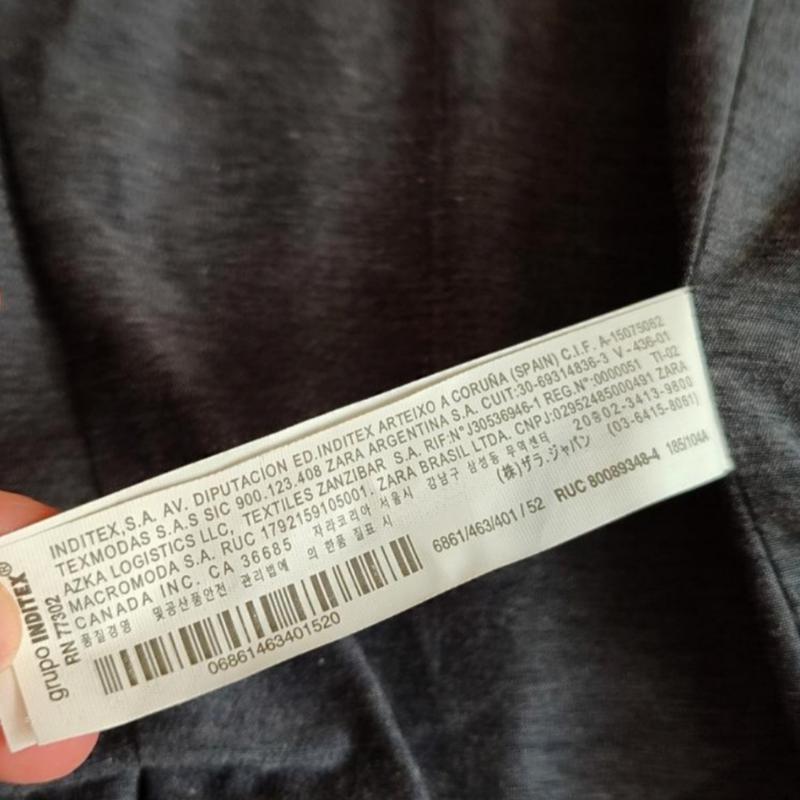 grupo INDITEX®
RN 77302
INDITEX,S.A. AV. DIPUTACION ED.INDITEX ARTEIXO A CORUÑA (SPAIN) C.I.F. A-15075062
TEXMODAS S.A.S SIC 900.123.408 ZARA ARGENTINA S.A. CUIT:30-69314836-3 V-436-01
AZKA LOGISTICS LLC, TEXTILES ZANZIBAR S.A. RIF:Nº J30536946-1 REG.Nº:0000051 TI-02
MACROMODA S.A. RUC 1792159105001. ZARA BRASIL LTDA. CNPJ:02952485000491 ZARA
CANADA INC. CA 36685 자라코리아 서울시 강남구 삼성동 무역센터 20층02-3413-9800
품질경영 및공산품안전 관리법에 의한품질표시 (株)ザラ.ジャパン (03-6415-8061)
6861/463/401/52 RUC 80089348-4 185/104A
06861463401520